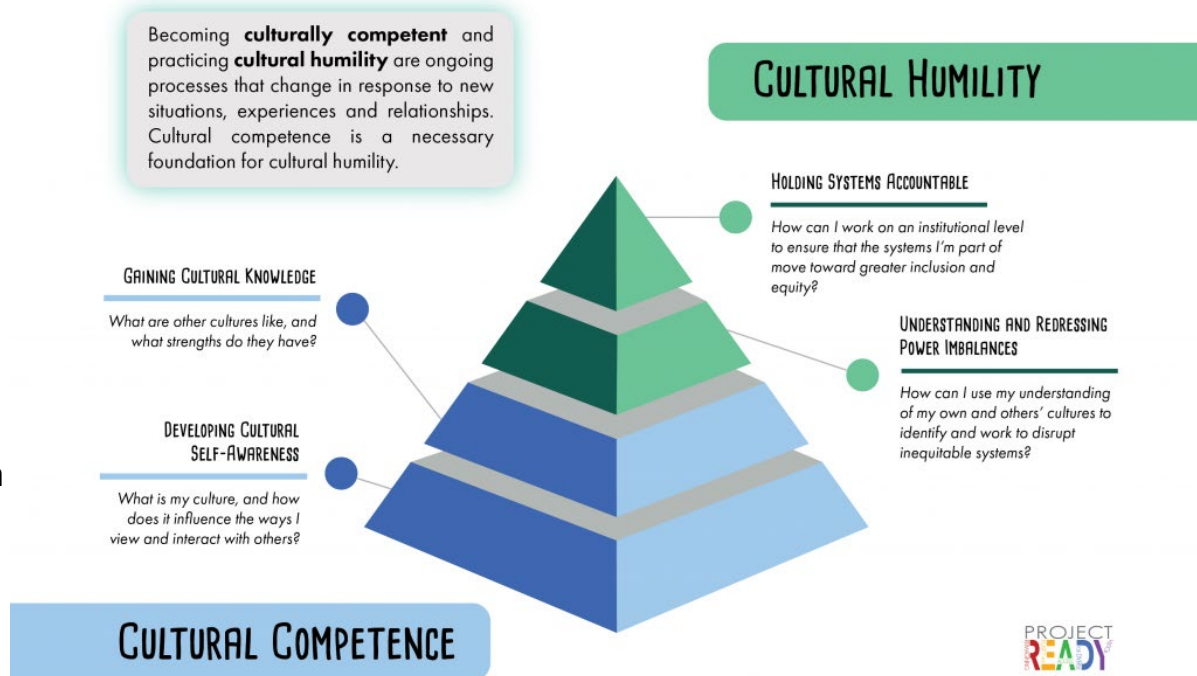 Becoming culturally competent and
practicing cultural humility are ongoing
processes that change in response to new
situations, experiences and relationships.
Cultural competence is a necessary
foundation for cultural humility.
CULTURAL HUMILITY
HOLDING SYSTEMS ACCOUNTABLE
How can I work on an institutional level
to ensure that the systems I'm part of
move toward greater inclusion and
equity?
GAINING CULTURAL KNOWLEDGE
What are other cultures like, and
what strengths do they have?
UNDERSTANDING AND REDRESSING
POWER IMBALANCES
How can I use my understanding
of my own and others' cultures to
identify and work to disrupt
inequitable systems?
DEVELOPING CULTURAL
SELF-AWARENESS
What is my culture, and how
does it influence the ways I
view and interact with others?
CULTURAL COMPETENCE
PROJECT
READY